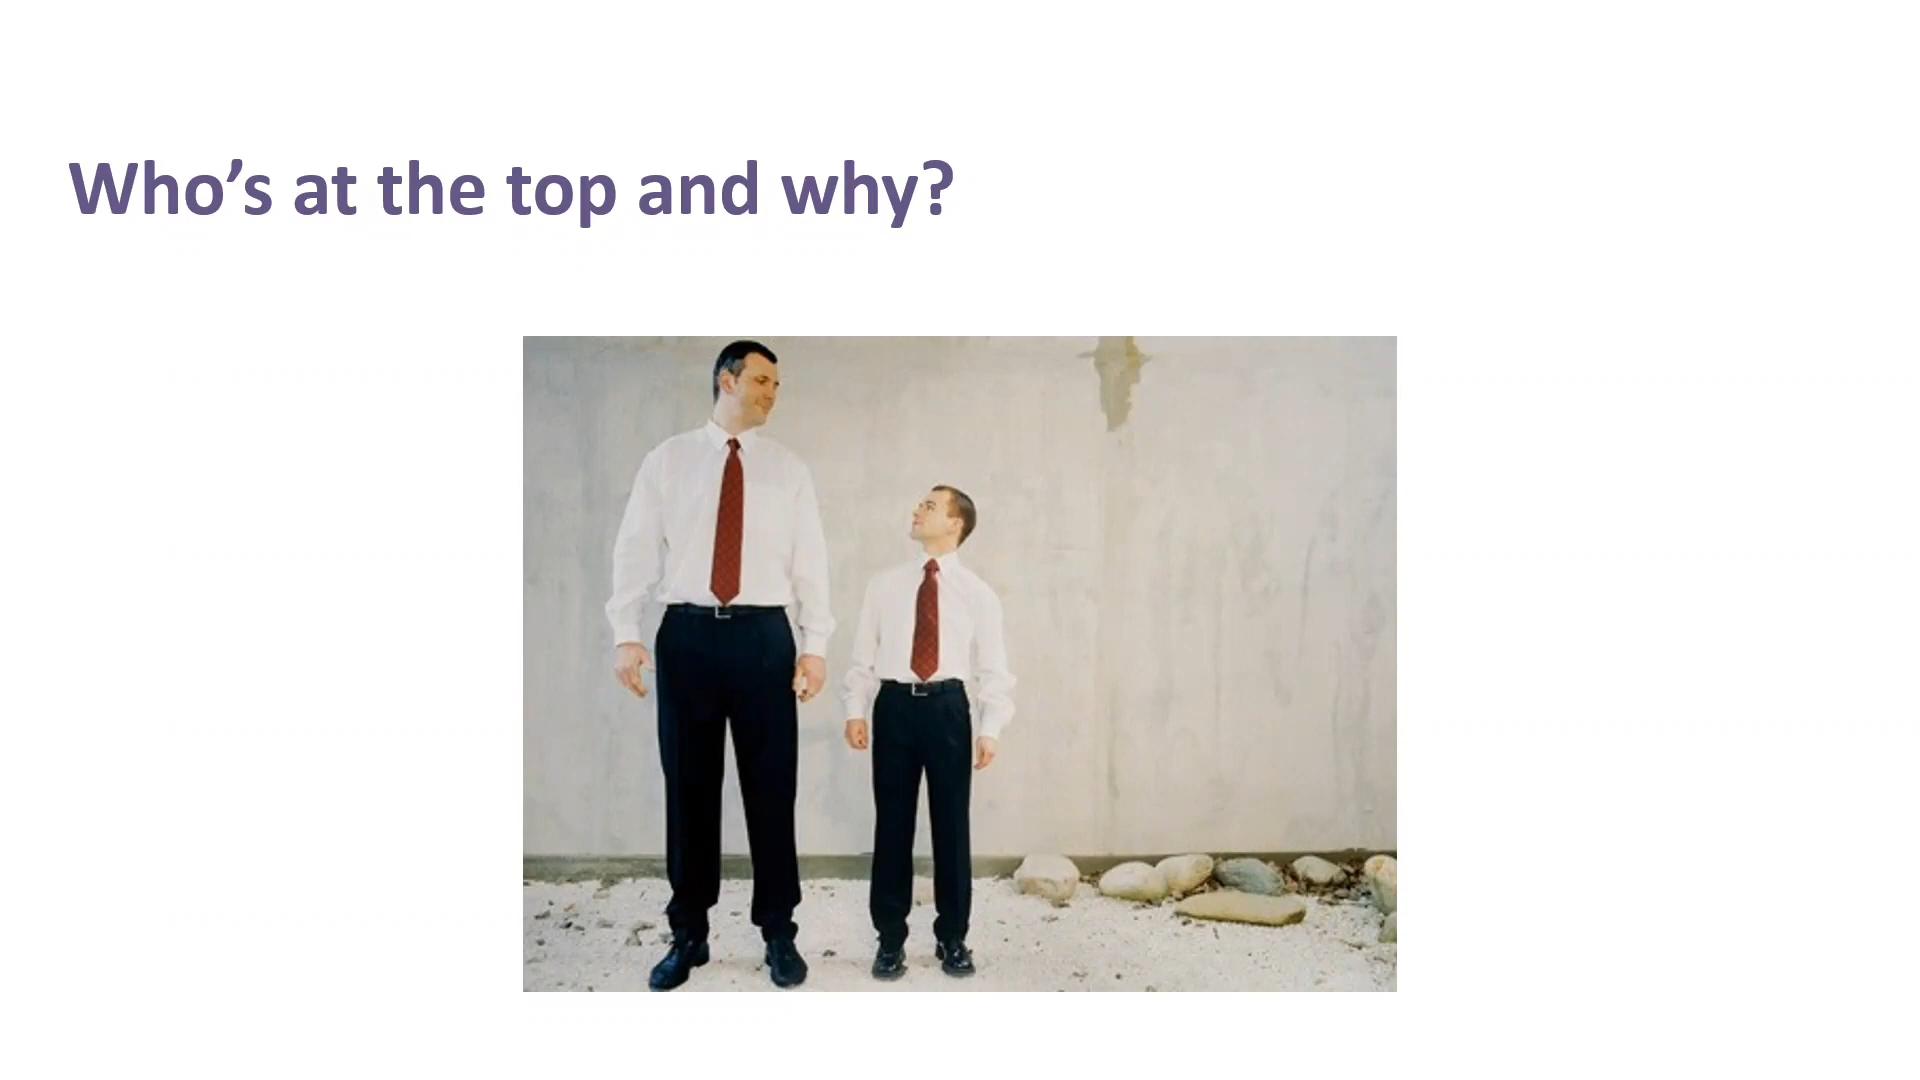 Who’s at the top and why?